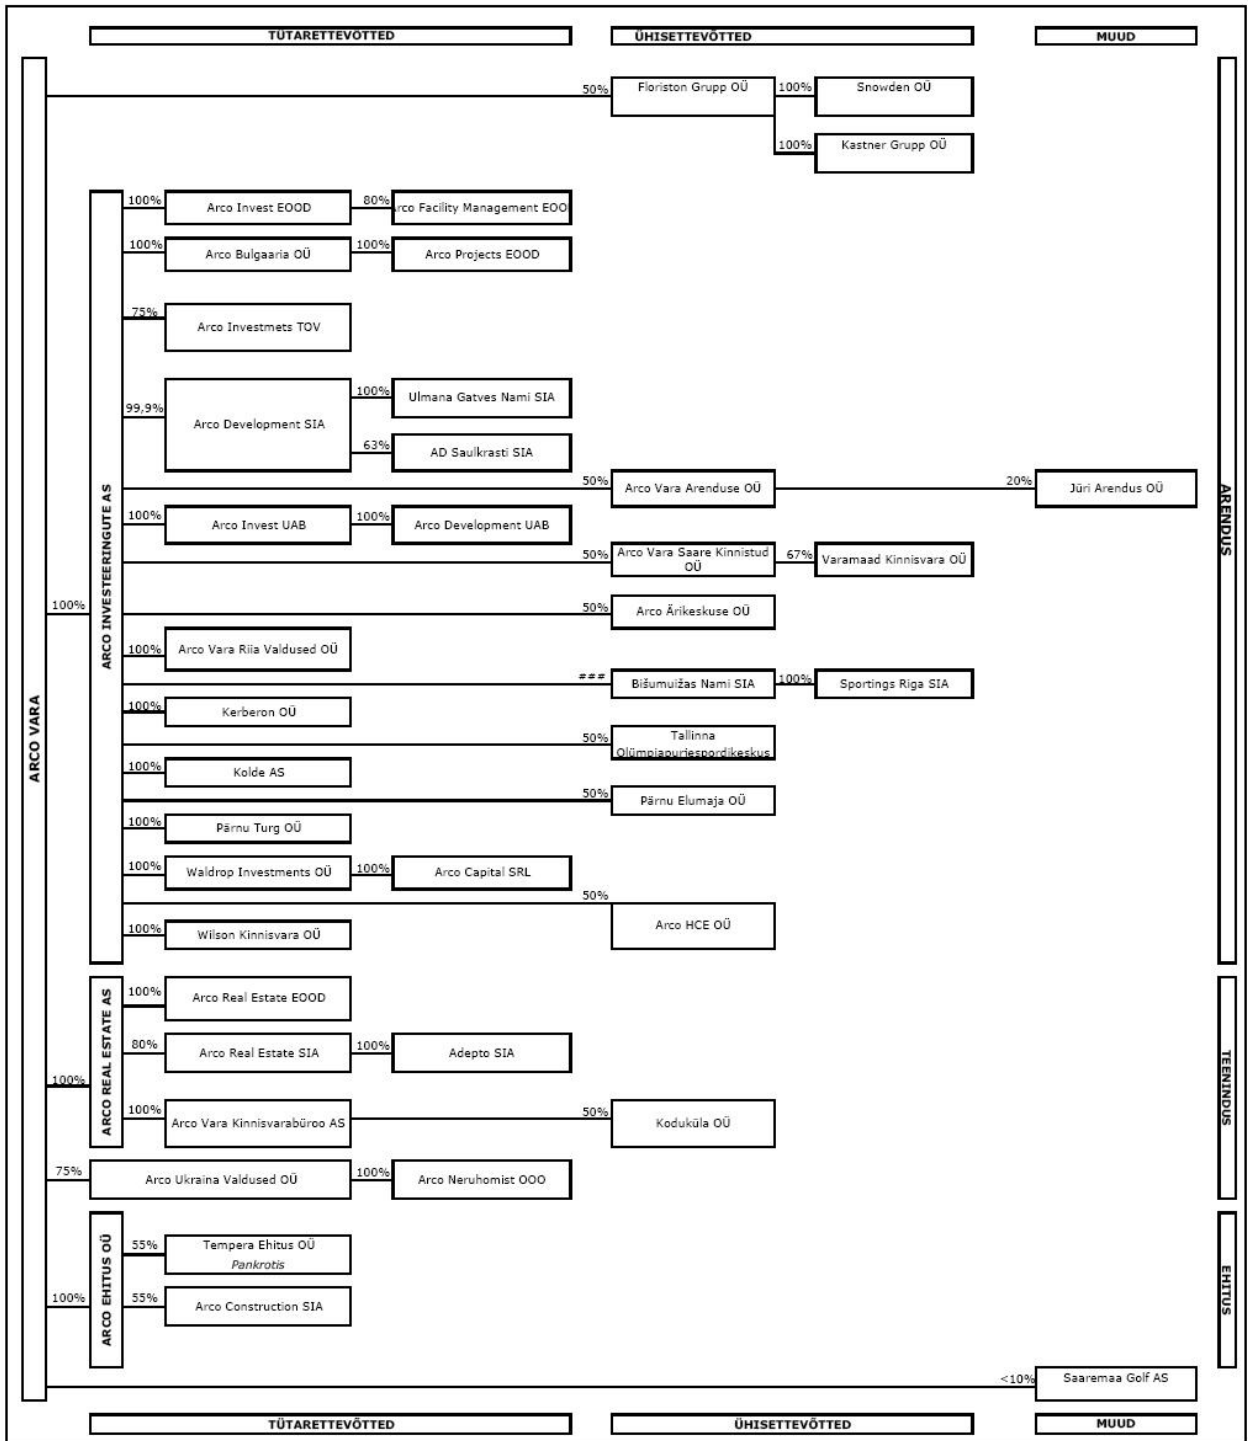 TÜTARETTEVÕTTED
ÜHISETTEVÕTTED
MUUD
ARCO VARA
ARENDUS
50%
Floriston Grupp OÜ
100%
Snowden OÜ
100%
Kastner Grupp OÜ
100%
ARCO INVESTEERINGUTE AS
100%
Arco Invest EOOD
80%
rco Facility Management EOO
100%
Arco Bulgaaria OÜ
100%
Arco Projects EOOD
75%
Arco Investmets TOV
99,9%
Arco Development SIA
100%
Ulmana Gatves Nami SIA
63%
AD Saulkrasti SIA
50%
Arco Vara Arenduse OÜ
20%
Jüri Arendus OÜ
100%
Arco Invest UAB
100%
Arco Development UAB
50%
Arco Vara Saare Kinnistud
OÜ
67%
Varamaad Kinnisvara OÜ
50%
Arco Ärikeskuse OÜ
100%
Arco Vara Riia Valdused OÜ
###
Bišumuižas Nami SIA
100%
Sportings Riga SIA
100%
Kerberon OÜ
50%
Tallinna
Olümpiapurjespordikeskus
100%
Kolde AS
50%
Pärnu Elumaja OÜ
100%
Pärnu Turg OÜ
100%
Waldrop Investments OÜ
100%
Arco Capital SRL
50%
Arco HCE OÜ
100%
Wilson Kinnisvara OÜ
100%
ARCO REAL ESTATE AS
TEENINDUS
100%
Arco Real Estate EOOD
80%
Arco Real Estate SIA
100%
Adepto SIA
100%
Arco Vara Kinnisvarabüroo AS
50%
Koduküla OÜ
75%
Arco Ukraina Valdused OÜ
100%
Arco Neruhomist OOO
100%
ARCO EHITUS OÜ
EHITUS
55%
Tempera Ehitus OÜ
Pankrotis
55%
Arco Construction SIA
<10%
Saaremaa Golf AS
TÜTARETTEVÕTTED
ÜHISETTEVÕTTED
MUUD